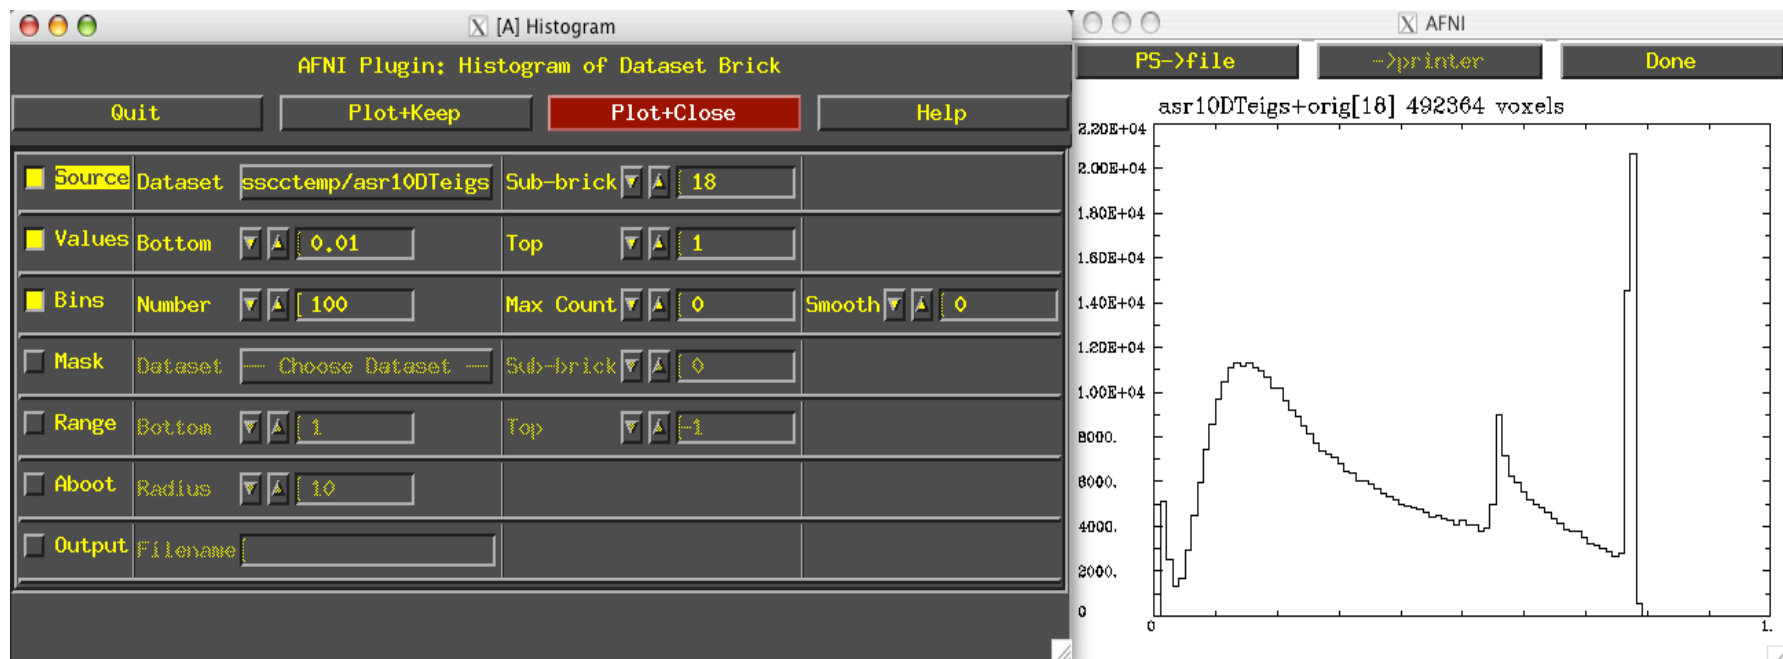 [A] Histogram
AFNI Plugin: Histogram of Dataset Brick
Quit Plot+Keep Plot+Close Help
Source Dataset sscctemp/asr10DTeigs Sub-brick 18
Values Bottom 0.01 Top 1
Bins Number 100 Max Count 0 Smooth 0
Mask Dataset -- Choose Dataset -- Sub-brick 0
Range Bottom 1 Top -1
Aboot Radius 10
Output Filename
AFNI
PS->file ->printer Done
asr10DTeigs+orig[18] 492364 voxels
2.20E+04
2.00E+04
1.80E+04
1.60E+04
1.40E+04
1.20E+04
1.00E+04
8000.
6000.
4000.
2000.
0
0 1.